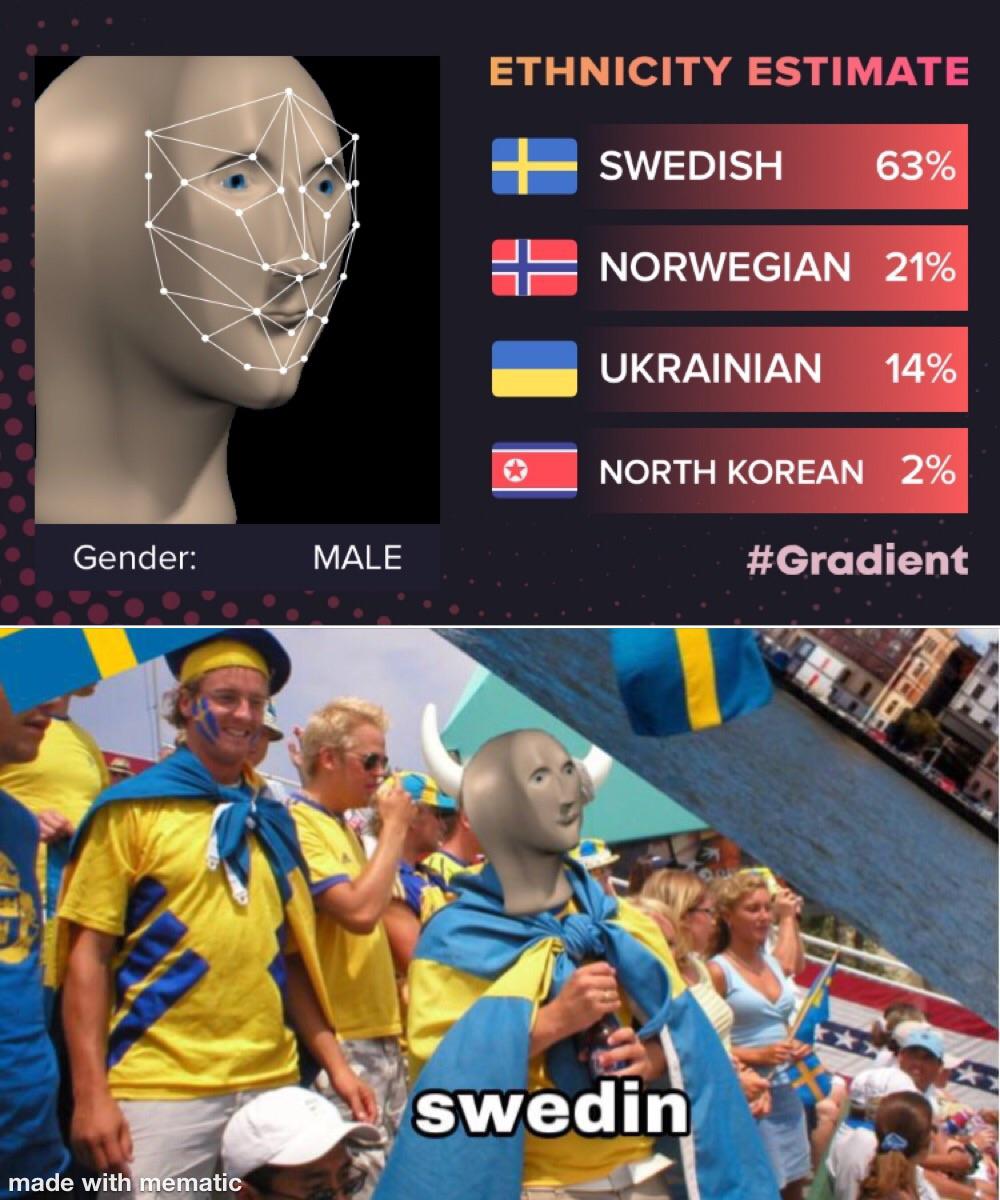 ETHNICITY ESTIMATE
SWEDISH 63%
NORWEGIAN 21%
UKRAINIAN 14%
NORTH KOREAN 2%
Gender: MALE
#Gradient
swedin
made with mematic